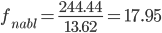 f_nabl = 244.44 / 13.62 = 17.95